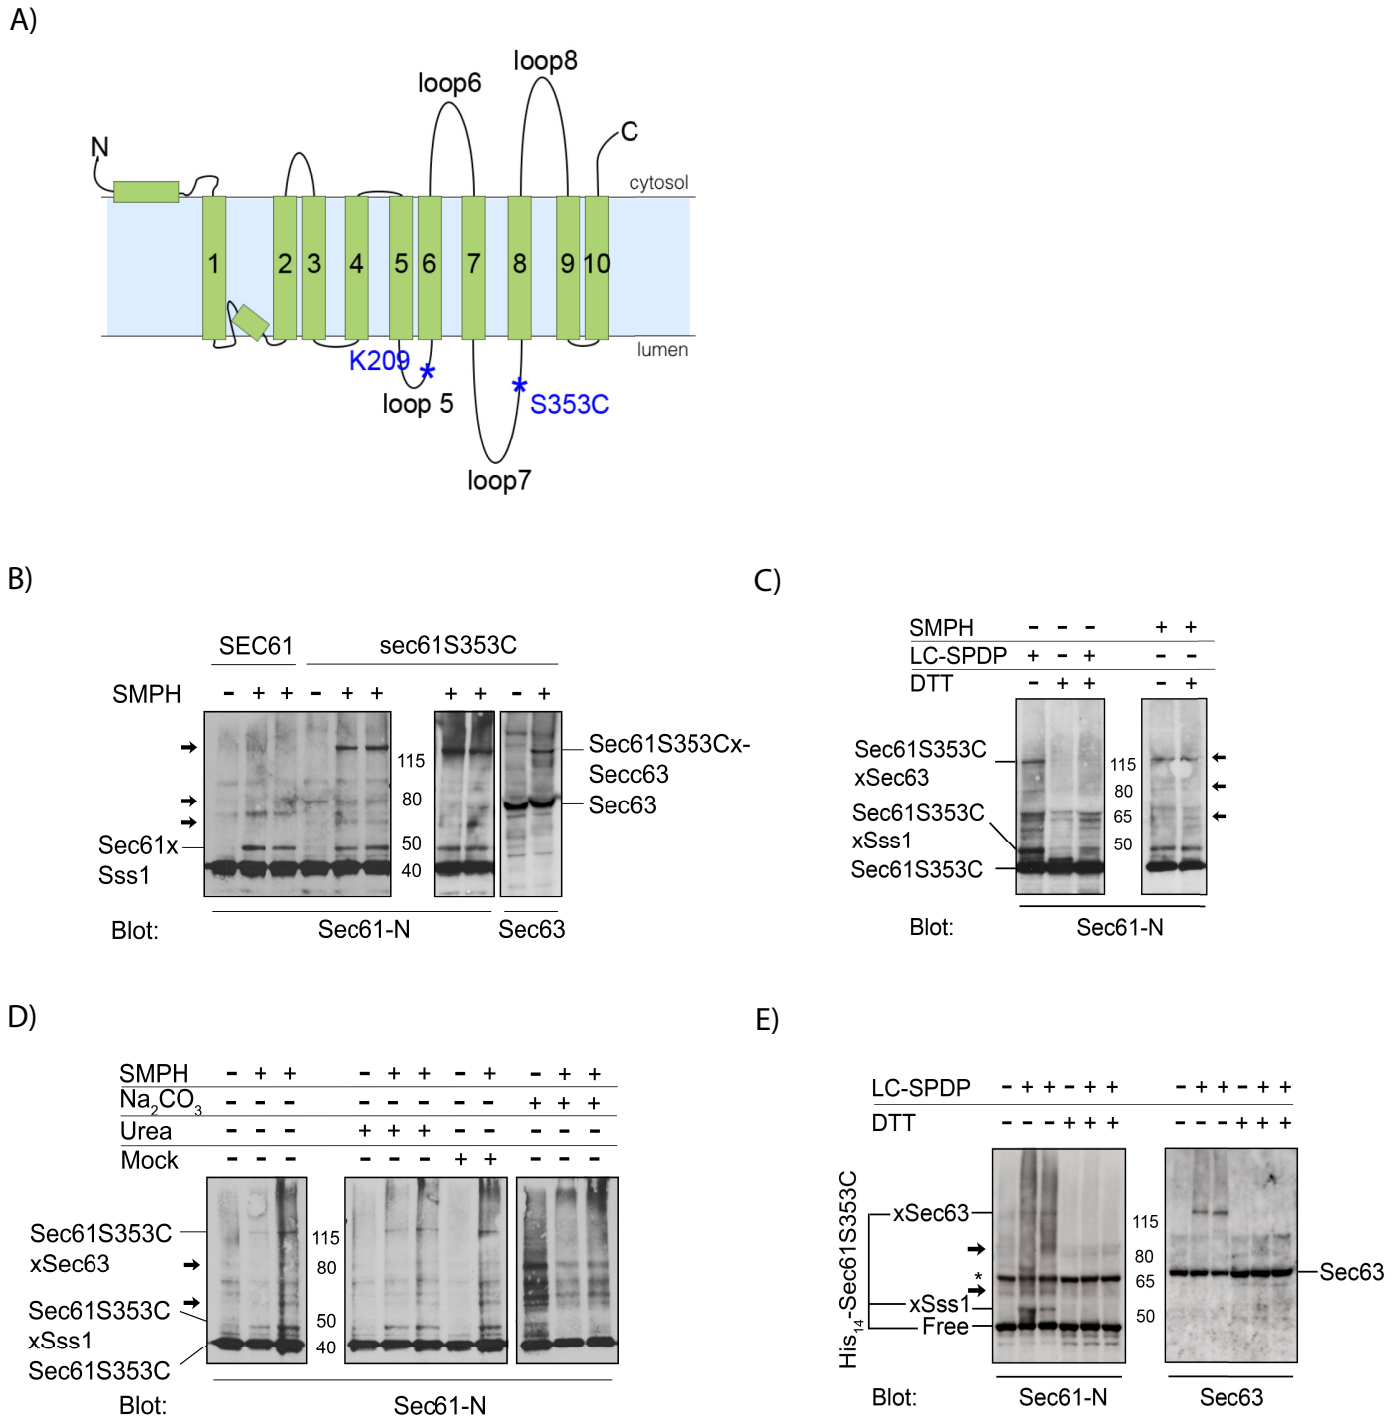 A)
loop8
loop6
N
C
cytosol
1 2 3 4 5 6 7 8 9 10
lumen
K209
*
*
loop 5
S353C
loop7
B)
SEC61 sec61S353C
SMPH - + + - + + + + - +
115
80
50
40
Sec61x
Sss1
Sec61S353Cx-
Secc63
Sec63
Blot: Sec61-N Sec63
C)
SMPH - - - + +
LC-SPDP + - + - -
DTT - + + - +
Sec61S353C
xSec63
Sec61S353C
xSss1
Sec61S353C
115
80
65
50
Blot: Sec61-N
D)
SMPH - + + - + + - + - + +
Na2CO3 - - - - - - - - + + +
Urea - - - + + + - - - - -
Mock - - - - - - + + - - -
Sec61S353C
xSec63
Sec61S353C
xSss1
Sec61S353C
115
80
50
40
Blot: Sec61-N
E)
LC-SPDP - + + - + + - + + - + +
DTT - - - + + + - - - + + +
His14-Sec61S353C
xSec63
*
xSss1
Free
115
80
65
50
Sec63
Blot: Sec61-N Sec63